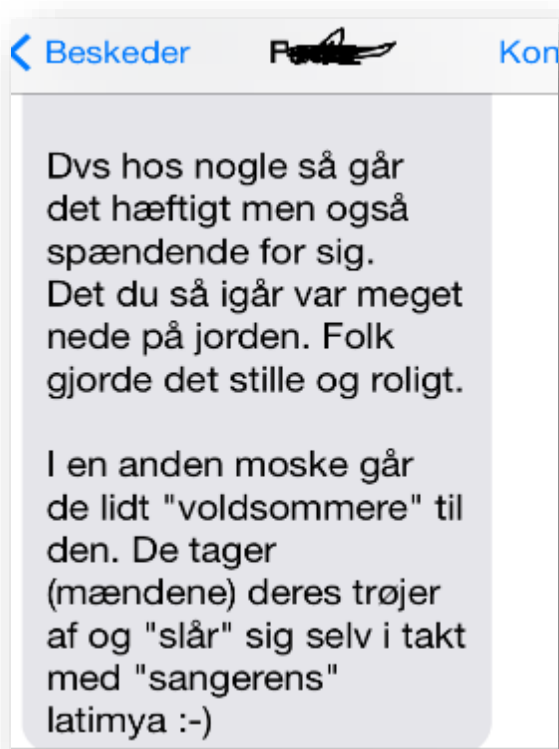 Beskeder
Kon
Dvs hos nogle så går
det hæftigt men også
spændende for sig.
Det du så igår var meget
nede på jorden. Folk
gjorde det stille og roligt.
I en anden moske går
de lidt "voldsommere" til
den. De tager
(mændene) deres trøjer
af og "slår" sig selv i takt
med "sangerens"
latimya :-)